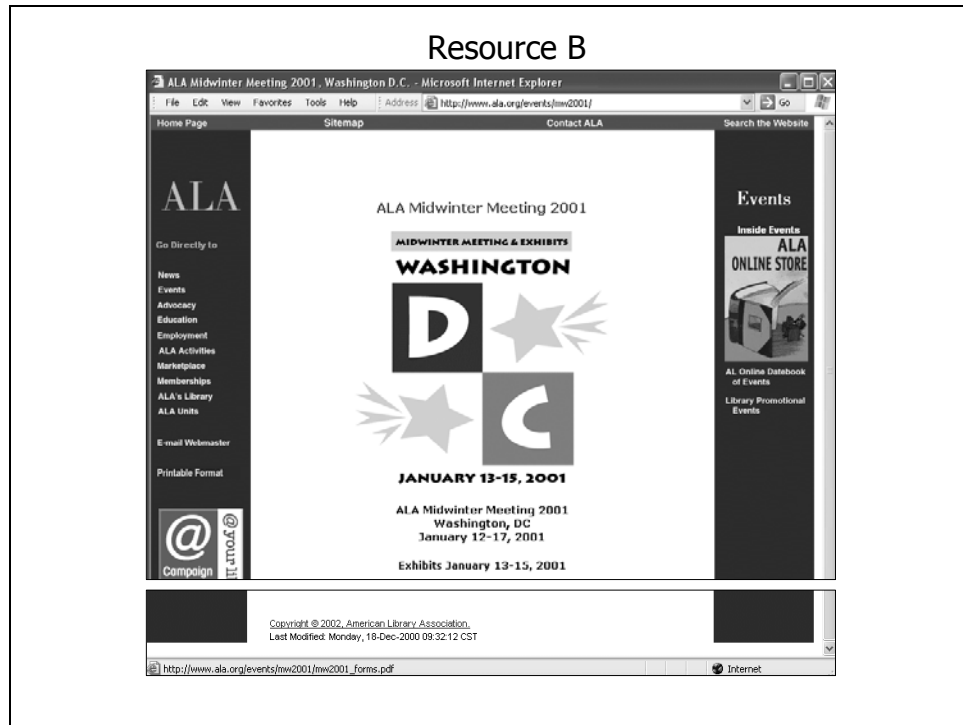 Resource B
ALA Midwinter Meeting 2001, Washington D.C. - Microsoft Internet Explorer
File Edit View Favorites Tools Help Address http://www.ala.org/events/mw2001/ Go
Home Page Sitemap Contact ALA Search the Website
ALA
Go Directly to
News
Events
Advocacy
Education
Employment
ALA Activities
Marketplace
Memberships
ALA's Library
ALA Units
E-mail Webmaster
Printable Format
@
Campaign
@ your li
ALA Midwinter Meeting 2001
MIDWINTER MEETING & EXHIBITS
WASHINGTON
D
C
JANUARY 13-15, 2001
ALA Midwinter Meeting 2001
Washington, DC
January 12-17, 2001
Exhibits January 13-15, 2001
Events
Inside Events
ALA
ONLINE STORE
AL Online Datebook
of Events
Library Promotional
Events
Copyright © 2002, American Library Association.
Last Modified: Monday, 18-Dec-2000 09:32:12 CST
http://www.ala.org/events/mw2001/mw2001_forms.pdf Internet